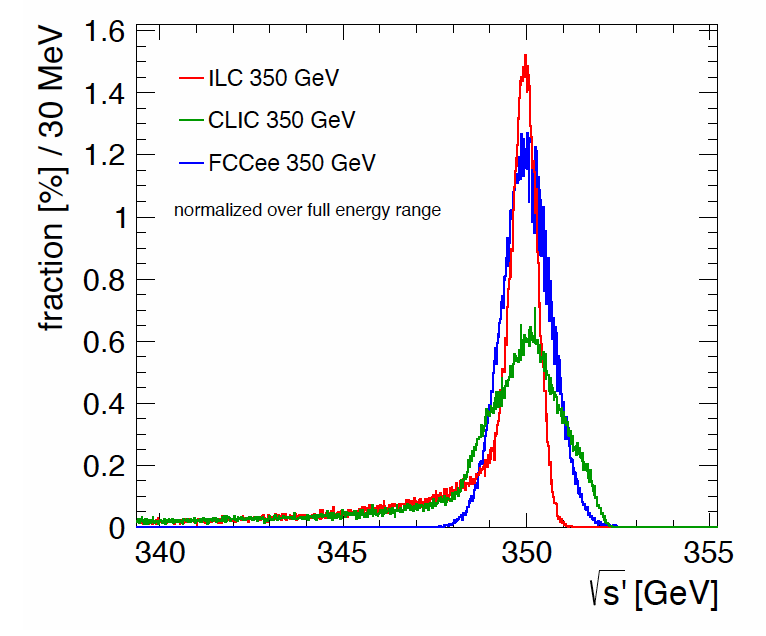 fraction [%] / 30 MeV
1.6
1.4
1.2
1
0.8
0.6
0.4
0.2
0
ILC 350 GeV
CLIC 350 GeV
FCCee 350 GeV
normalized over full energy range
340
345
350
355
√s' [GeV]